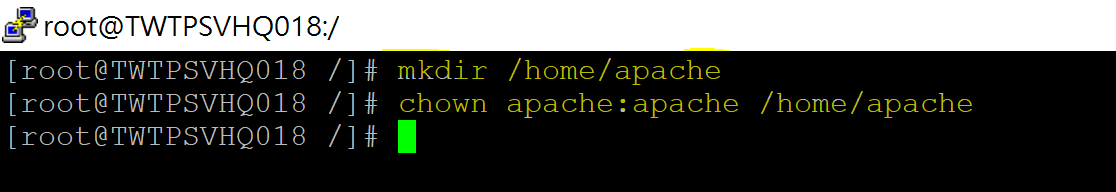 root@TWTPSVHQ018:/
[root@TWTPSVHQ018 /]# mkdir /home/apache
[root@TWTPSVHQ018 /]# chown apache:apache /home/apache
[root@TWTPSVHQ018 /]#